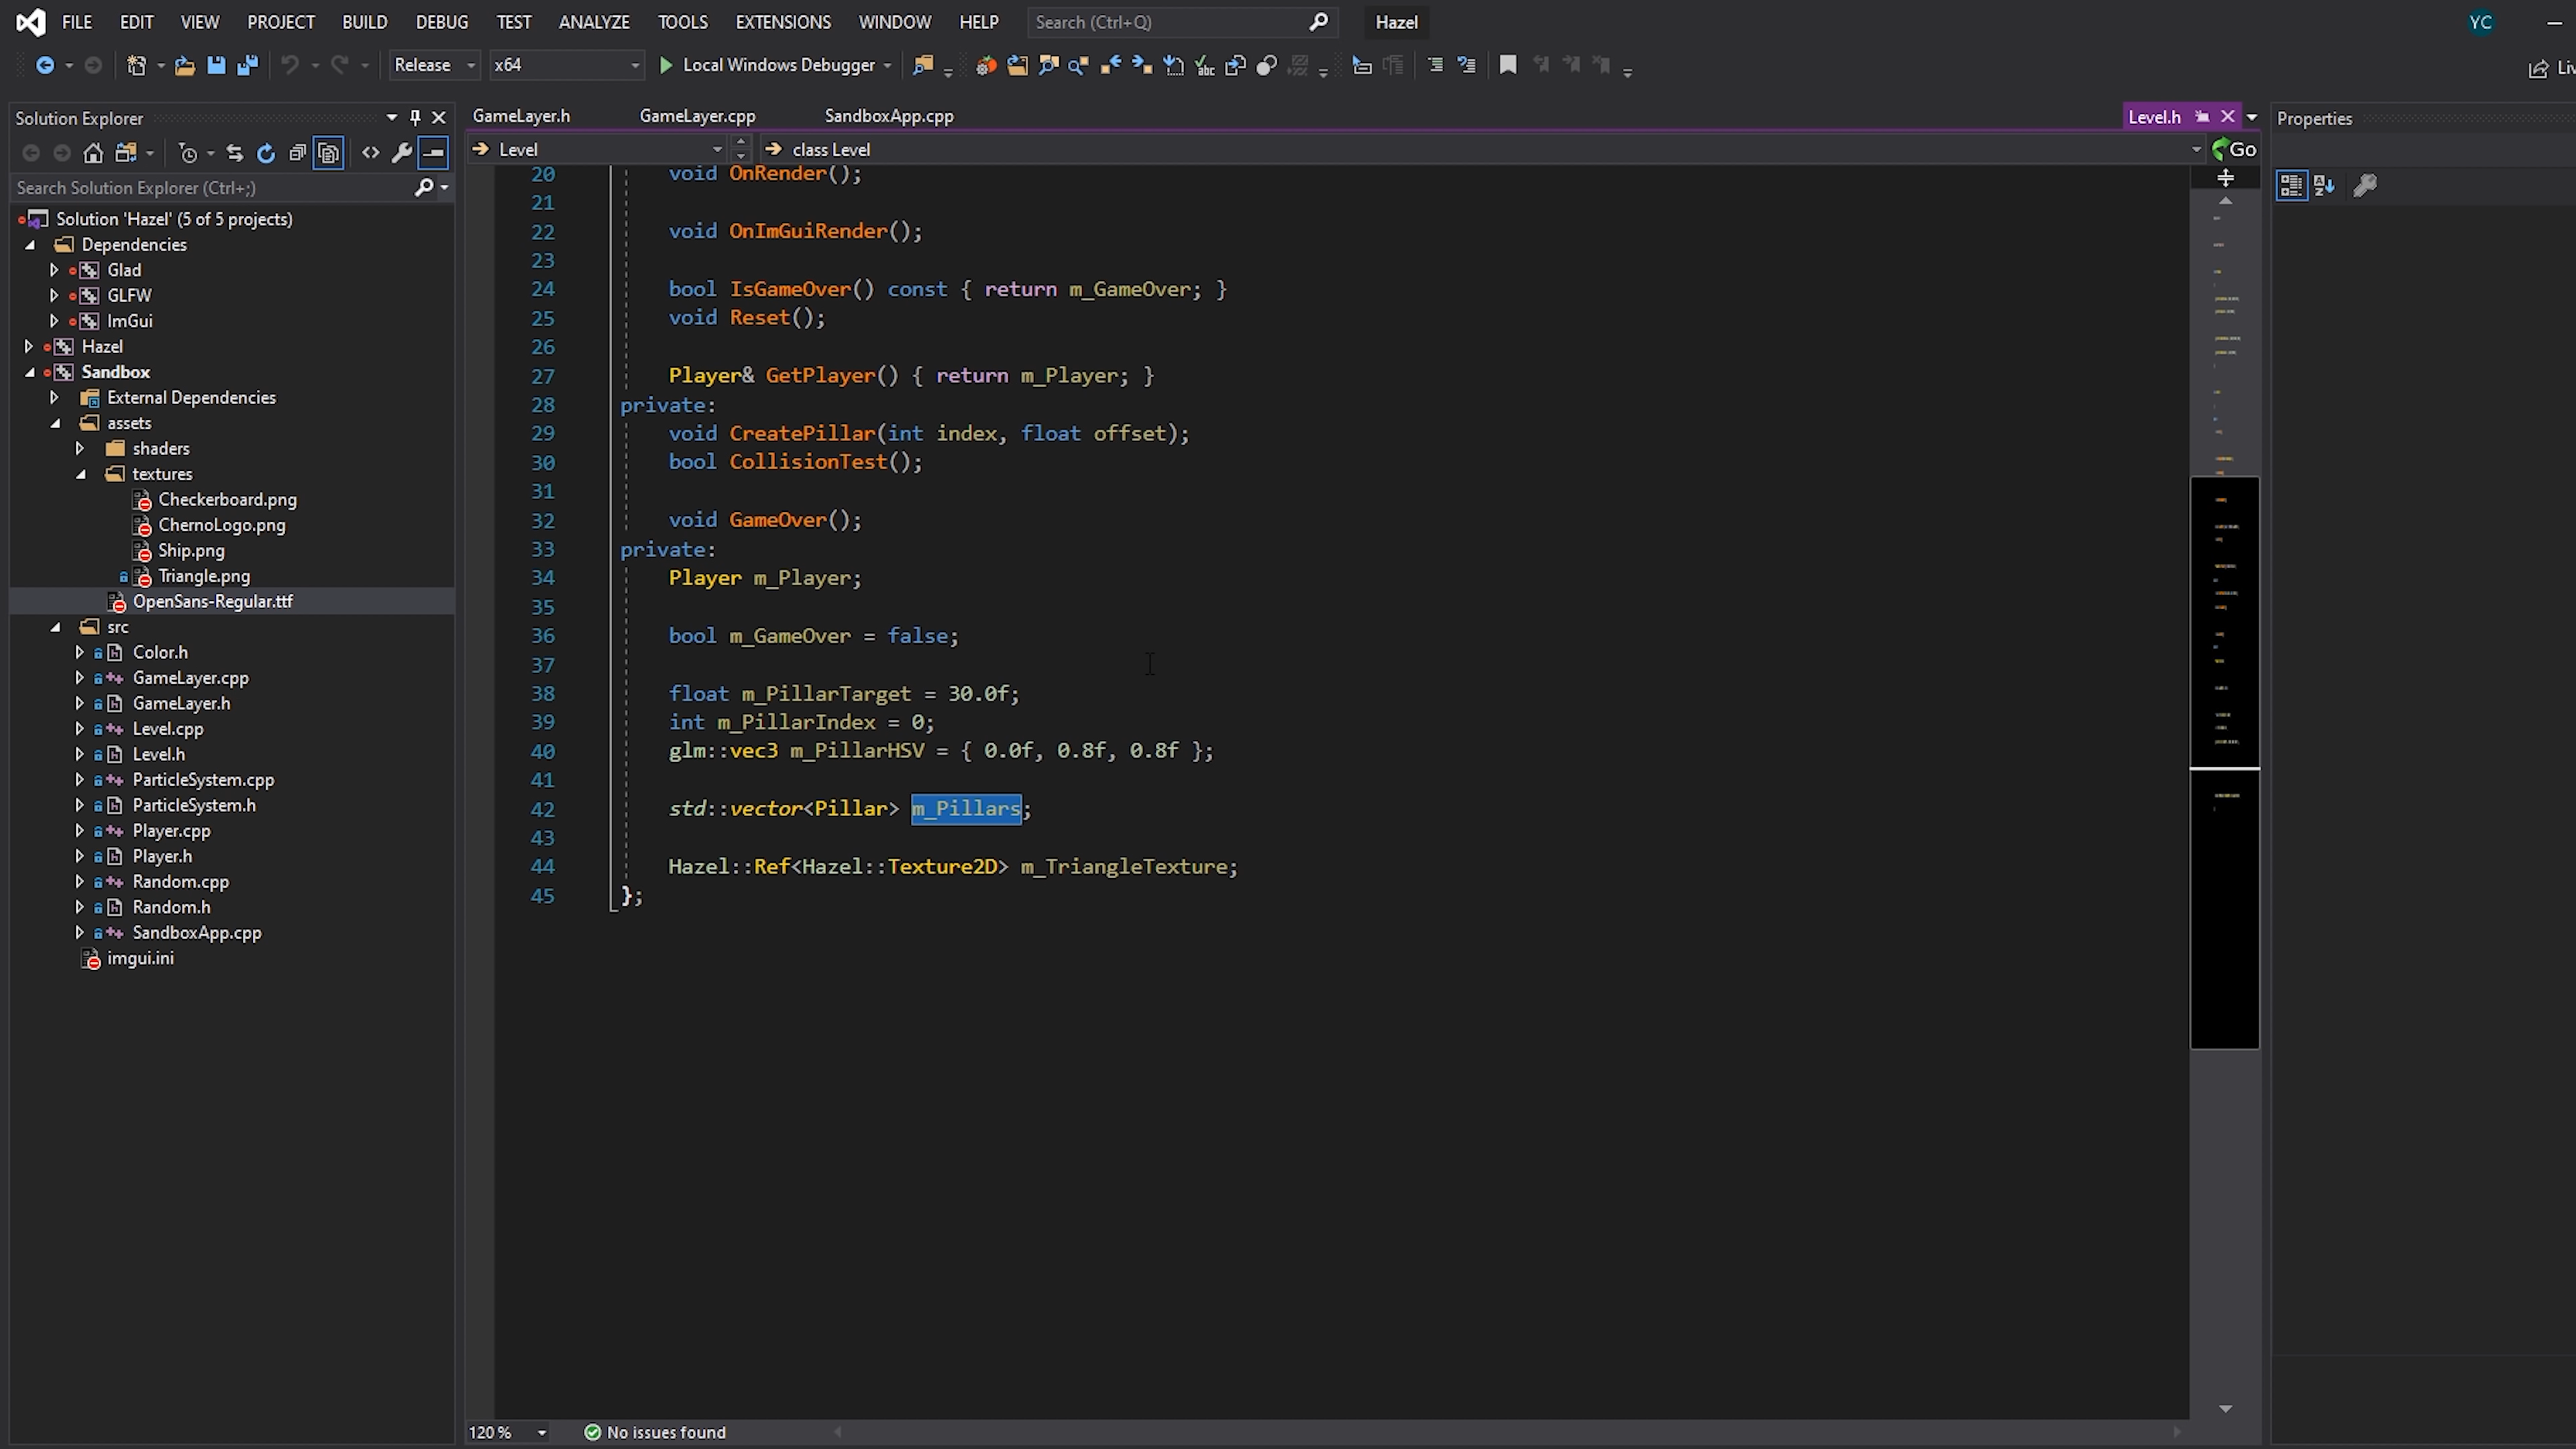 FILE EDIT VIEW PROJECT BUILD DEBUG TEST ANALYZE TOOLS EXTENSIONS WINDOW HELP Search (Ctrl+Q) Hazel YC
Release x64 Local Windows Debugger
Solution Explorer
Search Solution Explorer (Ctrl+;)
Solution 'Hazel' (5 of 5 projects)
Dependencies
Glad
GLFW
ImGui
Hazel
Sandbox
External Dependencies
assets
shaders
textures
Checkerboard.png
ChernoLogo.png
Ship.png
Triangle.png
OpenSans-Regular.ttf
src
Color.h
GameLayer.cpp
GameLayer.h
Level.cpp
Level.h
ParticleSystem.cpp
ParticleSystem.h
Player.cpp
Player.h
Random.cpp
Random.h
SandboxApp.cpp
imgui.ini
GameLayer.h GameLayer.cpp SandboxApp.cpp Level.h
Level class Level Go
20 void OnRender();
21
22 void OnImGuiRender();
23
24 bool IsGameOver() const { return m_GameOver; }
25 void Reset();
26
27 Player& GetPlayer() { return m_Player; }
28 private:
29 void CreatePillar(int index, float offset);
30 bool CollisionTest();
31
32 void GameOver();
33 private:
34 Player m_Player;
35
36 bool m_GameOver = false;
37
38 float m_PillarTarget = 30.0f;
39 int m_PillarIndex = 0;
40 glm::vec3 m_PillarHSV = { 0.0f, 0.8f, 0.8f };
41
42 std::vector<Pillar> m_Pillars;
43
44 Hazel::Ref<Hazel::Texture2D> m_TriangleTexture;
45 };
120 % No issues found
Properties